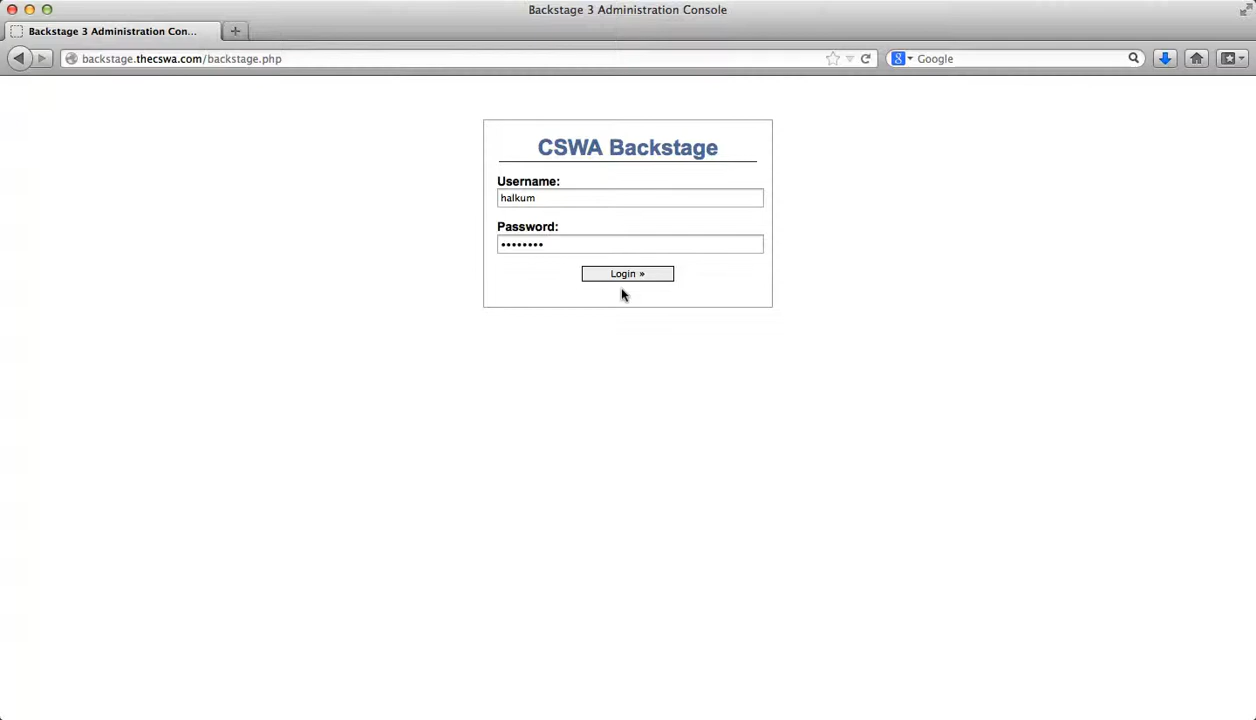 Backstage 3 Administration Console
Backstage 3 Administration Con...
backstage.thecswa.com/backstage.php
Google
CSWA Backstage
Username:
halkum
Password:
••••••••
Login »